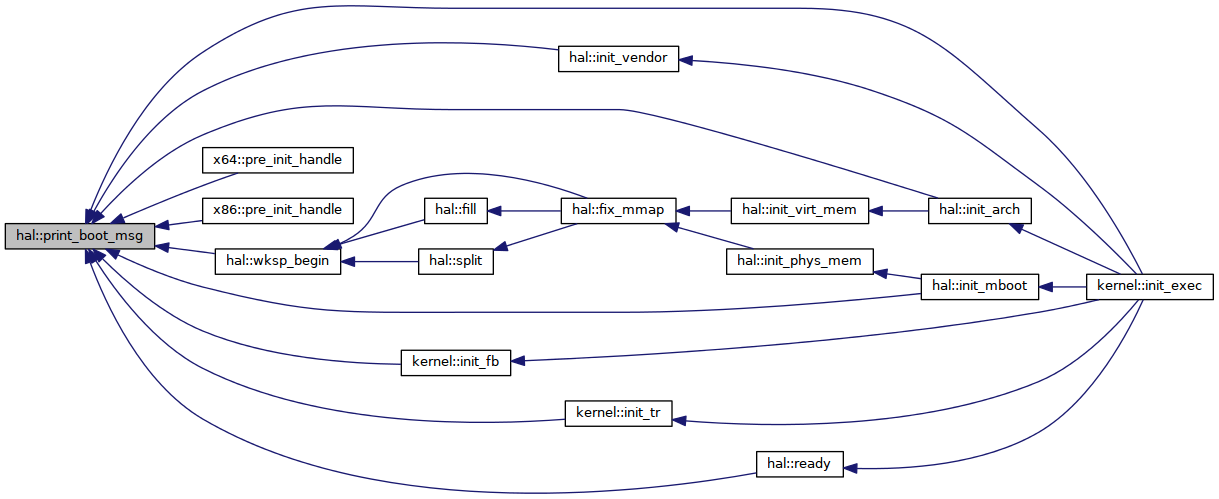 hal::init_vendor
x64::pre_init_handle
x86::pre_init_handle
hal::fill
hal::fix_mmap
hal::init_virt_mem
hal::init_arch
hal::print_boot_msg
hal::wksp_begin
hal::split
hal::init_phys_mem
hal::init_mboot
kernel::init_exec
kernel::init_fb
kernel::init_tr
hal::ready